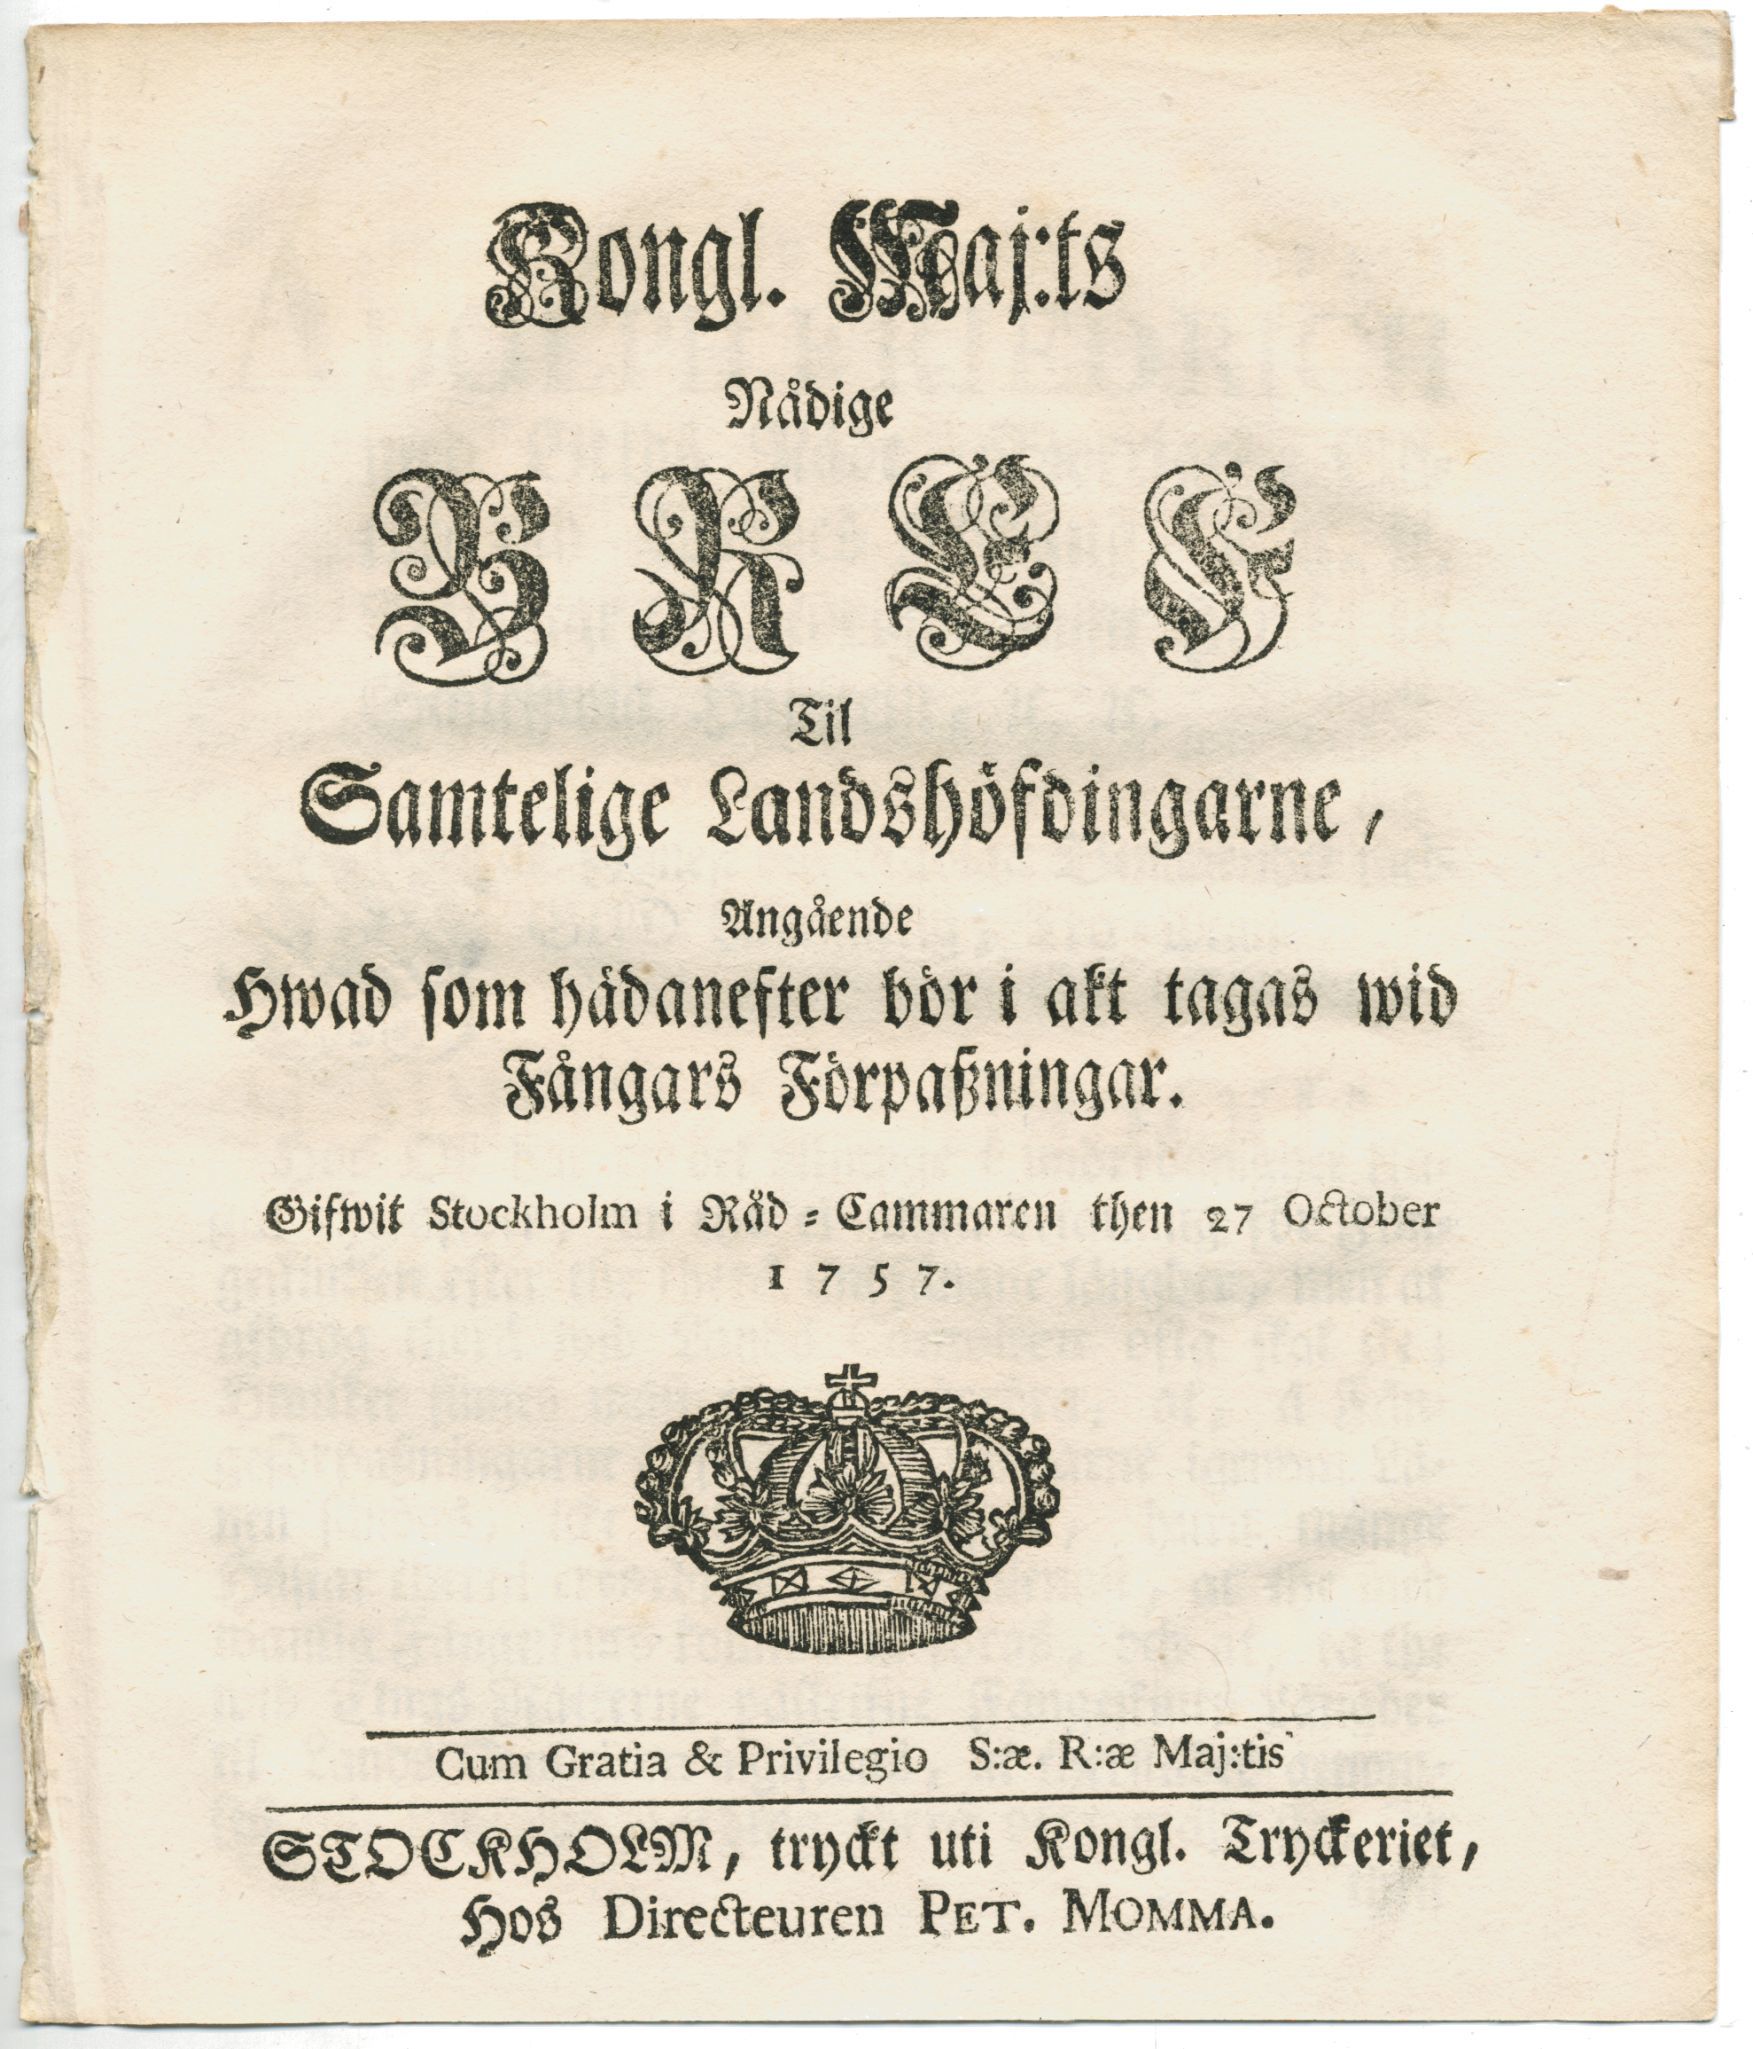 Kongl. Maj:ts
Nådige
BREF
Til
Samtelige Landshöfdingarne,
Angående
Hwad som hädanefter bör i akt tagas wid
Fångars Förpaßningar.
Gifwit Stockholm i Råd-Cammaren then 27 October
1757.
Cum Gratia & Privilegio S:æ. R:æ Maj:tis
STOCKHOLM, tryckt uti Kongl. Tryckeriet,
Hos Directeuren PET. MOMMA.